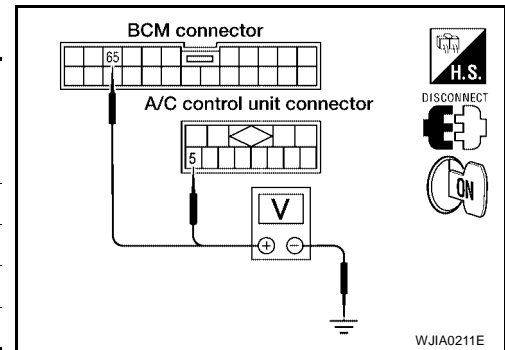 BCM connector
65
H.S.
A/C control unit connector
DISCONNECT
5
V
ON
+ −
WJIA0211E